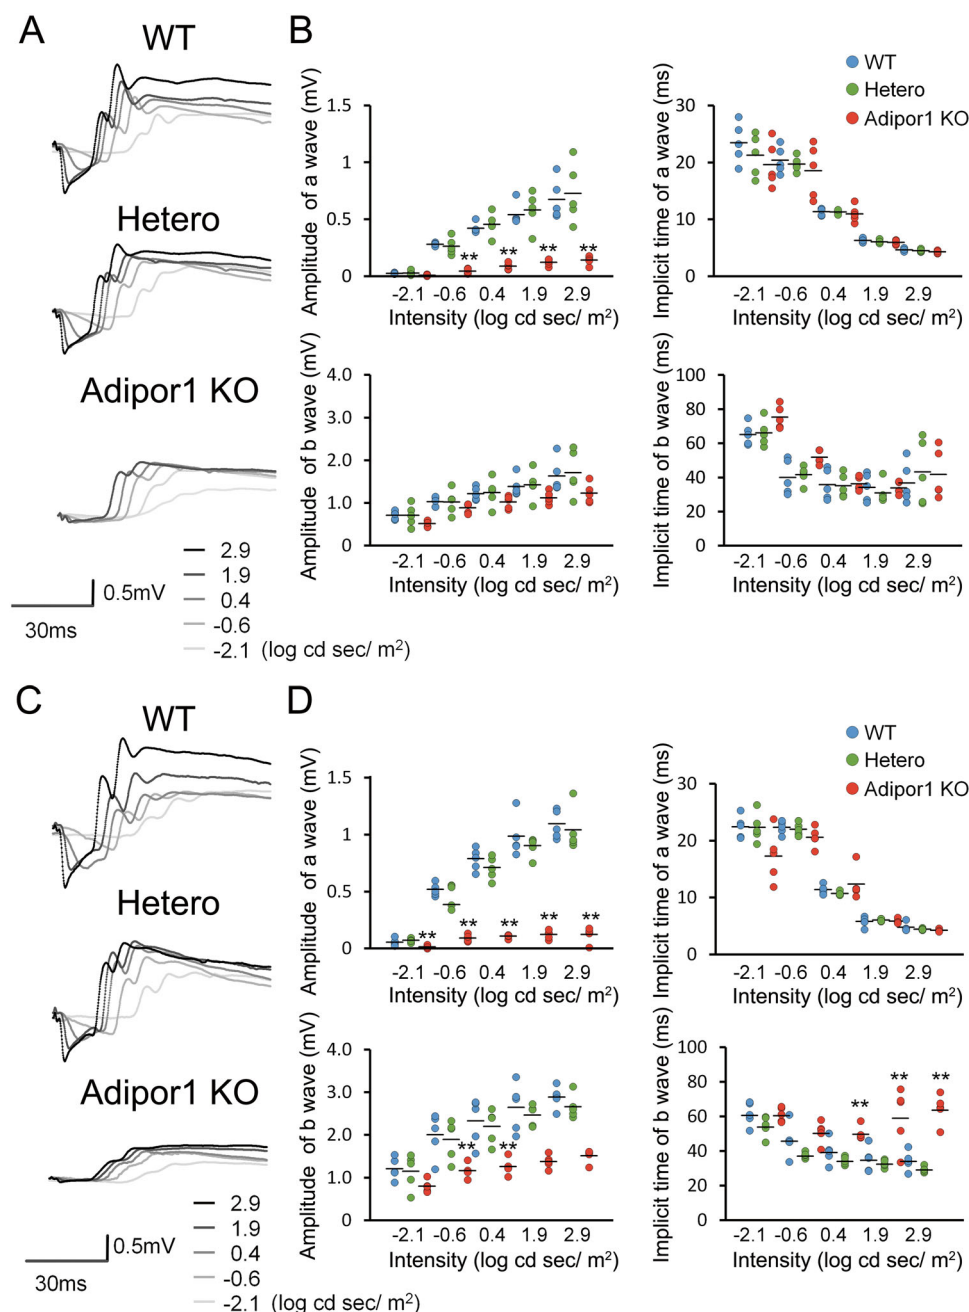 A
WT
Hetero
Adipor1 KO
2.9
1.9
0.4
-0.6
-2.1 (log cd sec/ m²)
0.5mV
30ms
B
WT
Hetero
Adipor1 KO
Amplitude of a wave (mV)
1.5
1
0.5
0
** ** ** **
-2.1 -0.6 0.4 1.9 2.9
Intensity (log cd sec/ m²)
Implicit time of a wave (ms)
30
20
10
0
-2.1 -0.6 0.4 1.9 2.9
Intensity (log cd sec/ m²)
Amplitude of b wave (mV)
4.0
3.0
2.0
1.0
0
-2.1 -0.6 0.4 1.9 2.9
Intensity (log cd sec/ m²)
Implicit time of b wave (ms)
100
80
60
40
20
0
-2.1 -0.6 0.4 1.9 2.9
Intensity (log cd sec/ m²)
C
WT
Hetero
Adipor1 KO
2.9
1.9
0.4
-0.6
-2.1 (log cd sec/ m²)
0.5mV
30ms
D
WT
Hetero
Adipor1 KO
Amplitude of a wave (mV)
1.5
1
0.5
0
** ** ** ** **
-2.1 -0.6 0.4 1.9 2.9
Intensity (log cd sec/ m²)
Implicit time of a wave (ms)
30
20
10
0
-2.1 -0.6 0.4 1.9 2.9
Intensity (log cd sec/ m²)
Amplitude of b wave (mV)
4.0
3.0
2.0
1.0
0
** **
-2.1 -0.6 0.4 1.9 2.9
Intensity (log cd sec/ m²)
Implicit time of b wave (ms)
100
80
60
40
20
0
** ** **
-2.1 -0.6 0.4 1.9 2.9
Intensity (log cd sec/ m²)